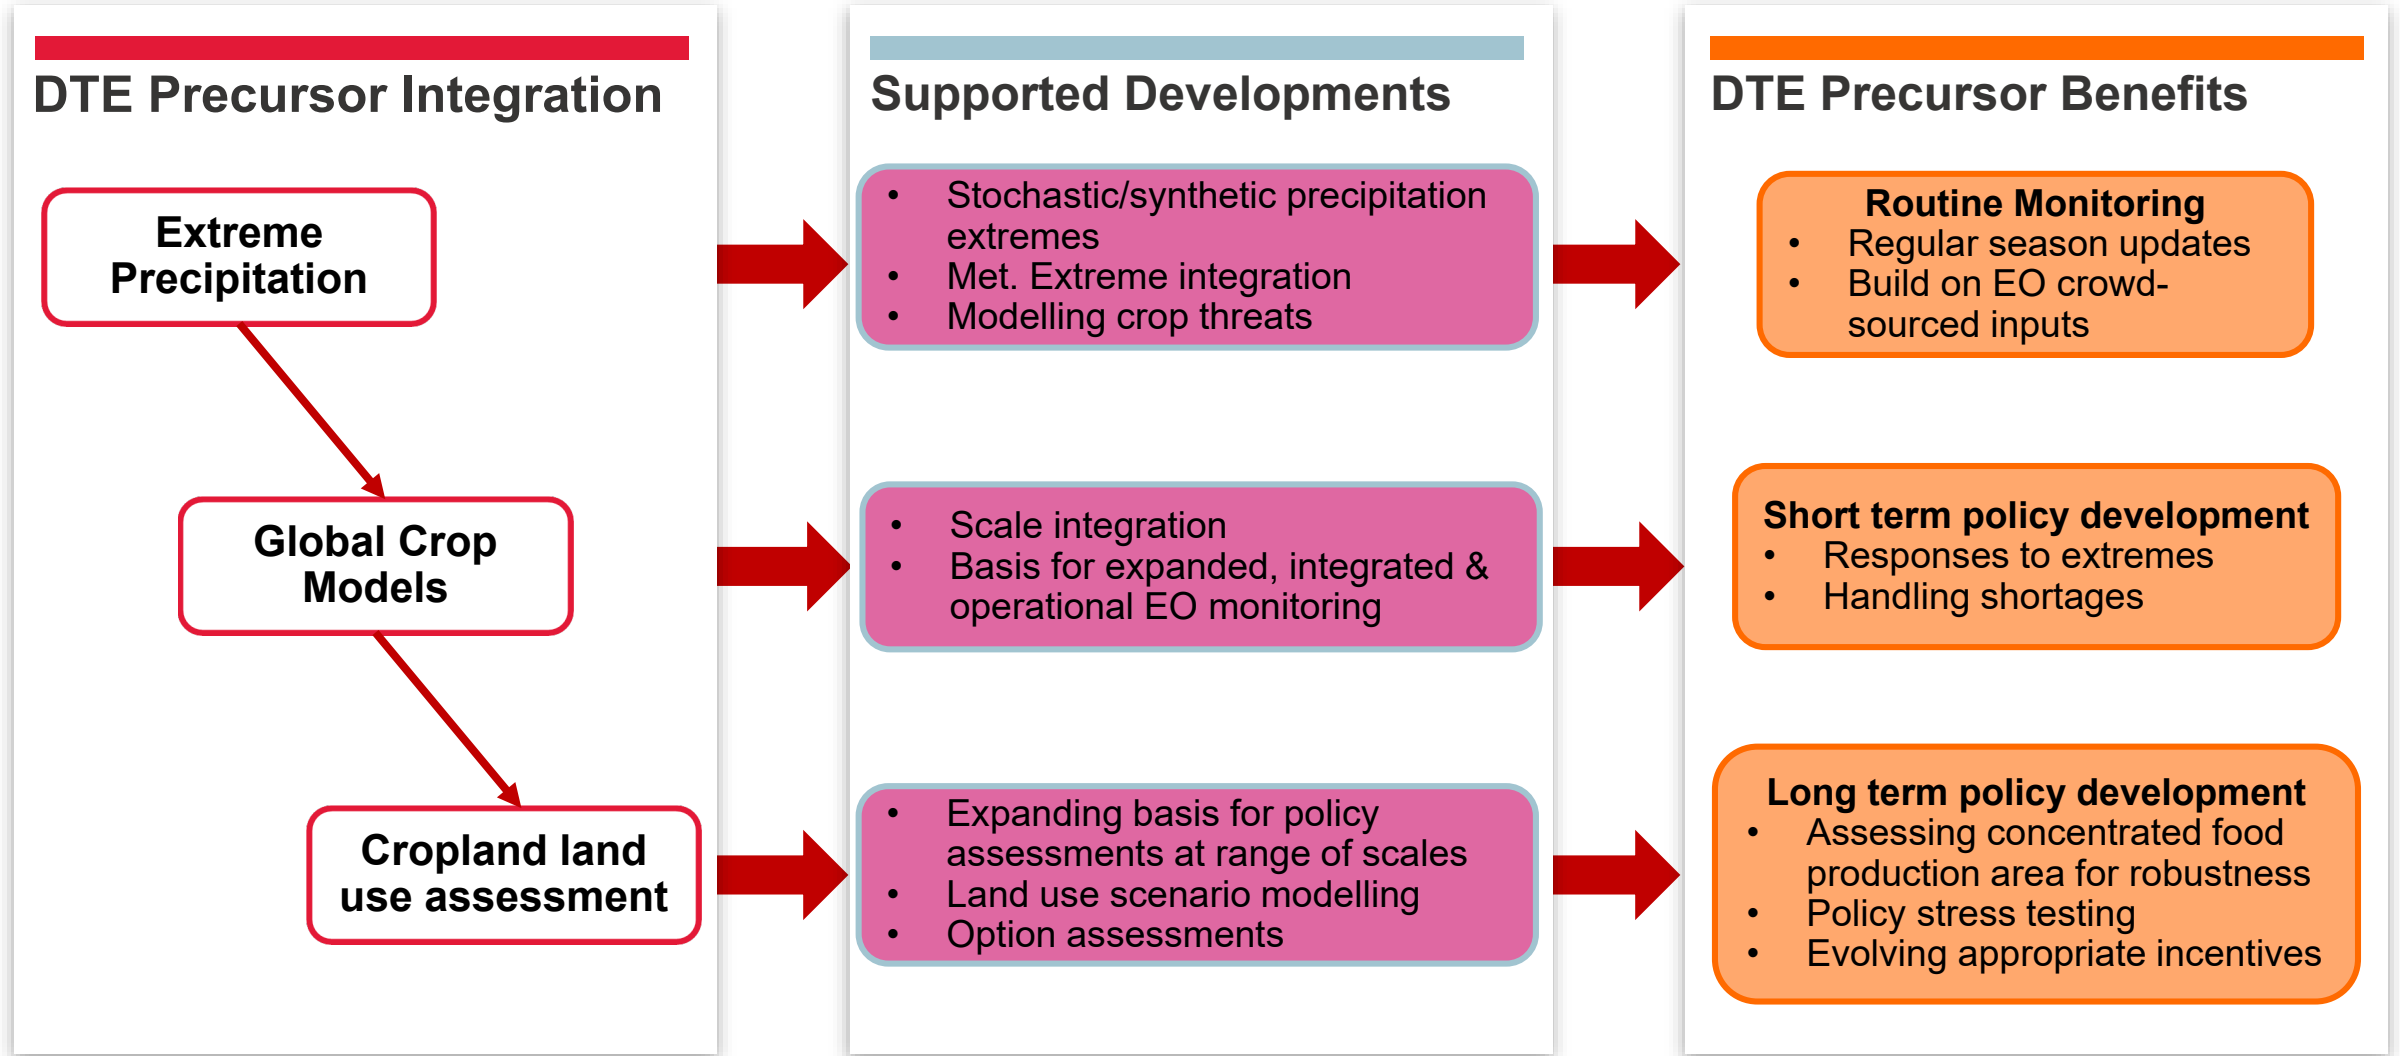 DTE Precursor Integration
Extreme
Precipitation
Global Crop
Models
Cropland land
use assessment
Supported Developments
• Stochastic/synthetic precipitation
extremes
• Met. Extreme integration
• Modelling crop threats
• Scale integration
• Basis for expanded, integrated &
operational EO monitoring
• Expanding basis for policy
assessments at range of scales
• Land use scenario modelling
• Option assessments
DTE Precursor Benefits
Routine Monitoring
• Regular season updates
• Build on EO crowd-
sourced inputs
Short term policy development
• Responses to extremes
• Handling shortages
Long term policy development
• Assessing concentrated food
production area for robustness
• Policy stress testing
• Evolving appropriate incentives